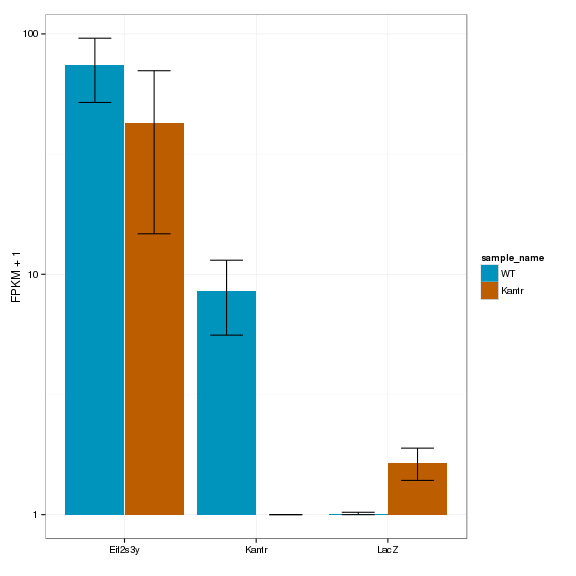 100
10
1
FPKM + 1
Eif2s3y
Kantr
LacZ
sample_name
WT
Kantr